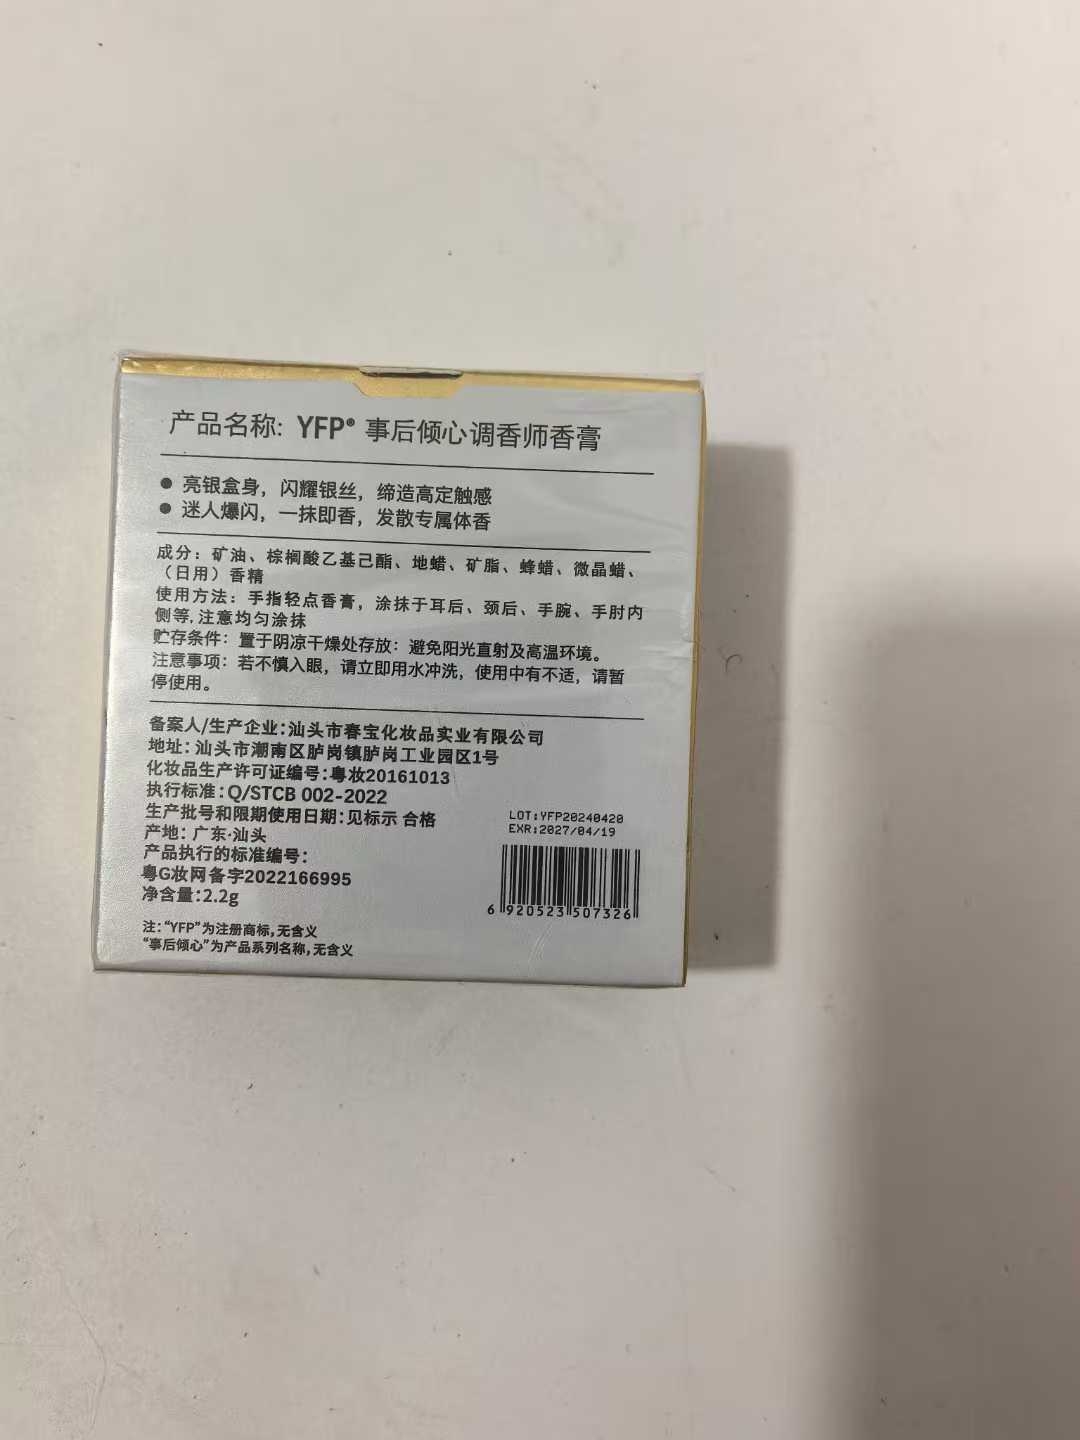 产品名称: YFP® 事后倾心调香师香膏
● 亮银盒身，闪耀银丝，缔造高定触感
● 迷人爆闪，一抹即香，发散专属体香
成分：矿油、棕榈酸乙基己酯、地蜡、矿脂、蜂蜡、微晶蜡、
（日用）香精
使用方法：手指轻点香膏，涂抹于耳后、颈后、手腕、手肘内
侧等,注意均匀涂抹
贮存条件：置于阴凉干燥处存放：避免阳光直射及高温环境。
注意事项：若不慎入眼，请立即用水冲洗，使用中有不适，请暂
停使用。
备案人/生产企业:汕头市春宝化妆品实业有限公司
地址：汕头市潮南区胪岗镇胪岗工业园区1号
化妆品生产许可证编号：粤妆20161013
执行标准：Q/STCB 002-2022
生产批号和限期使用日期：见标示 合格
产地：广东·汕头
产品执行的标准编号：
粤G妆网备字2022166995
净含量：2.2g
LOT:YFP20240420
EXR:2027/04/19
6 920523 507326
注：“YFP”为注册商标，无含义
“事后倾心”为产品系列名称，无含义